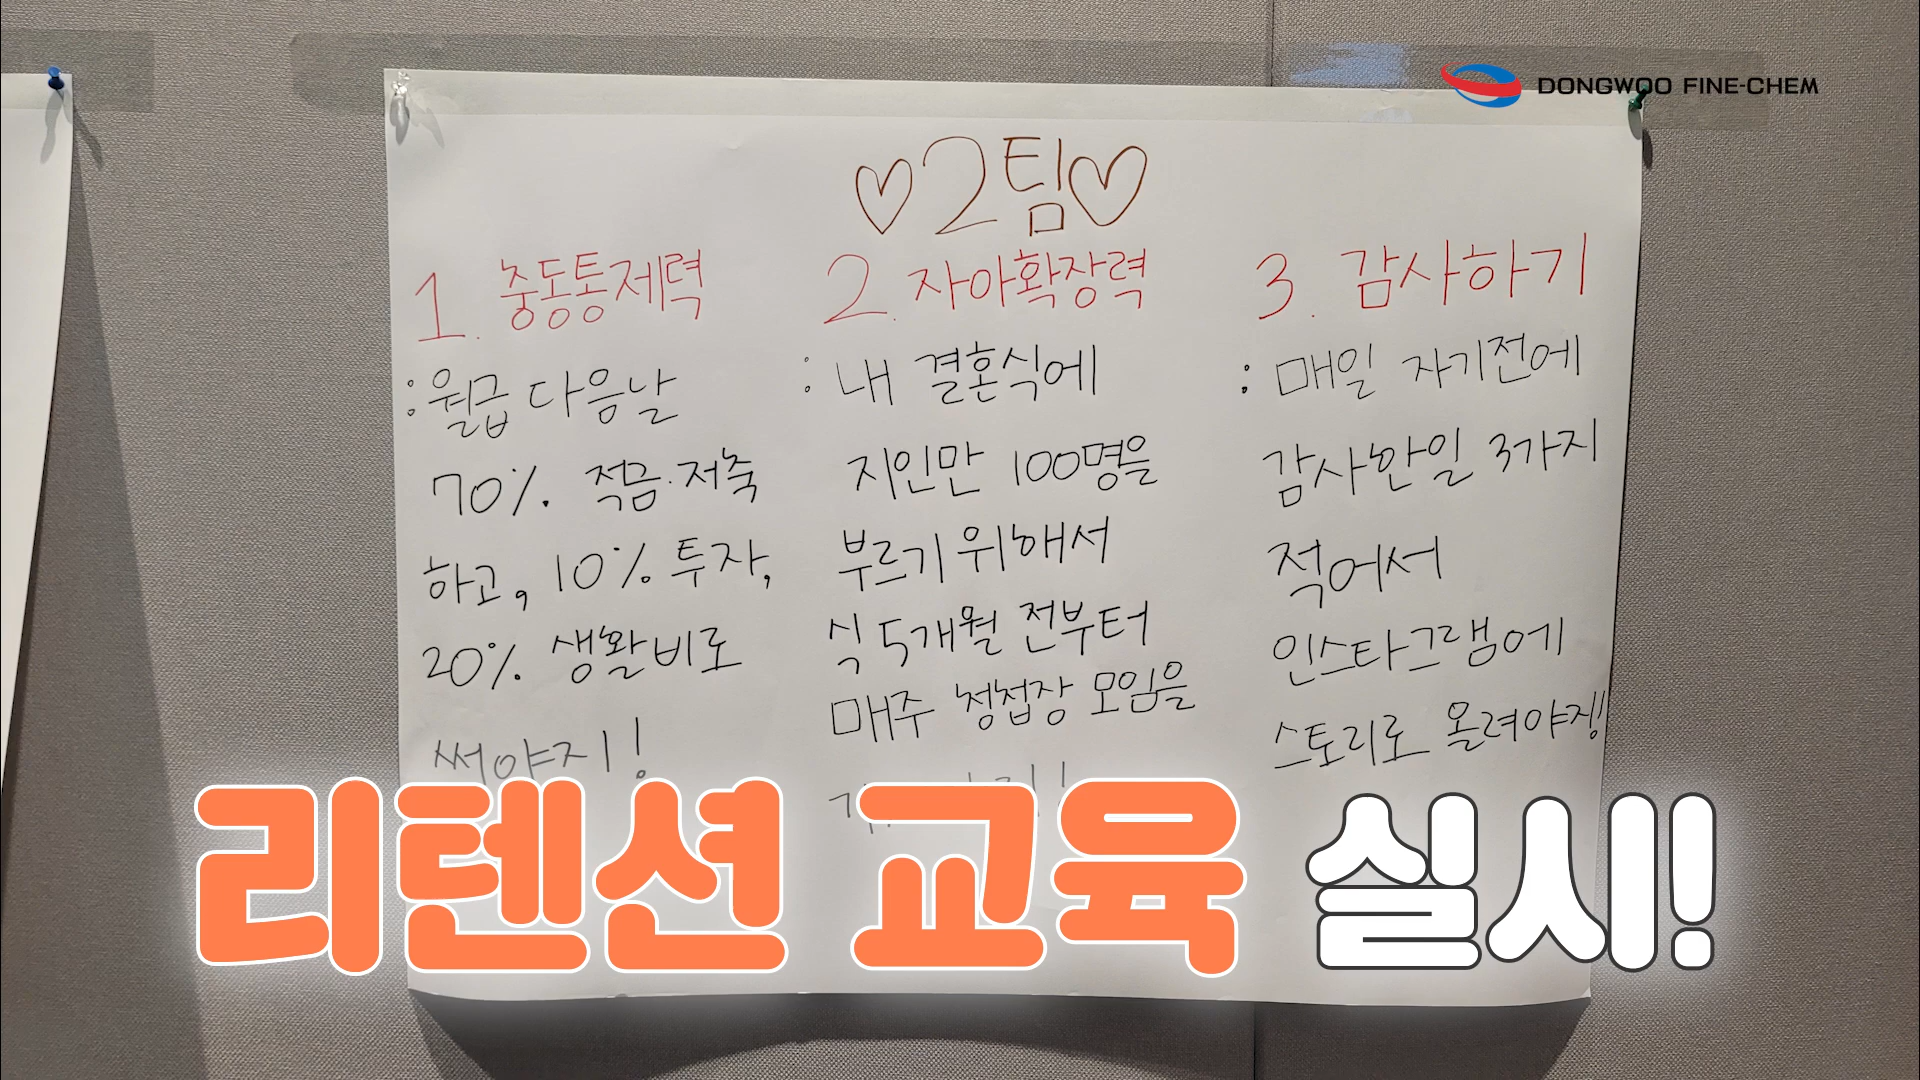 DONGWOO FINE-CHEM
♡2팀♡
1. 충동통제력
: 월급 다음날
70% 적금·저축
하고, 10% 투자,
20% 생활비로
써야지!
2. 자아확장력
: 내 결혼식에
지인만 100명을
부르기 위해서
식 5개월 전부터
매주 청첩장 모임을
3. 감사하기
: 매일 자기전에
감사한일 3가지
적어서
인스타그램에
스토리로 올려야지!
리텐션 교육 실시!